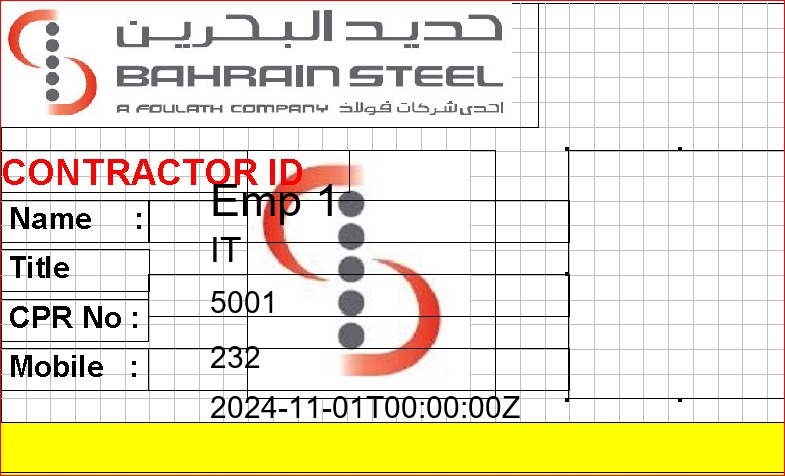 حديد البحرين
BAHRAIN STEEL
A FOULATH COMPANY احدى شركات فولاذ
CONTRACTOR ID
Name : Emp 1
Title IT
CPR No : 5001
Mobile : 232
2024-11-01T00:00:00Z